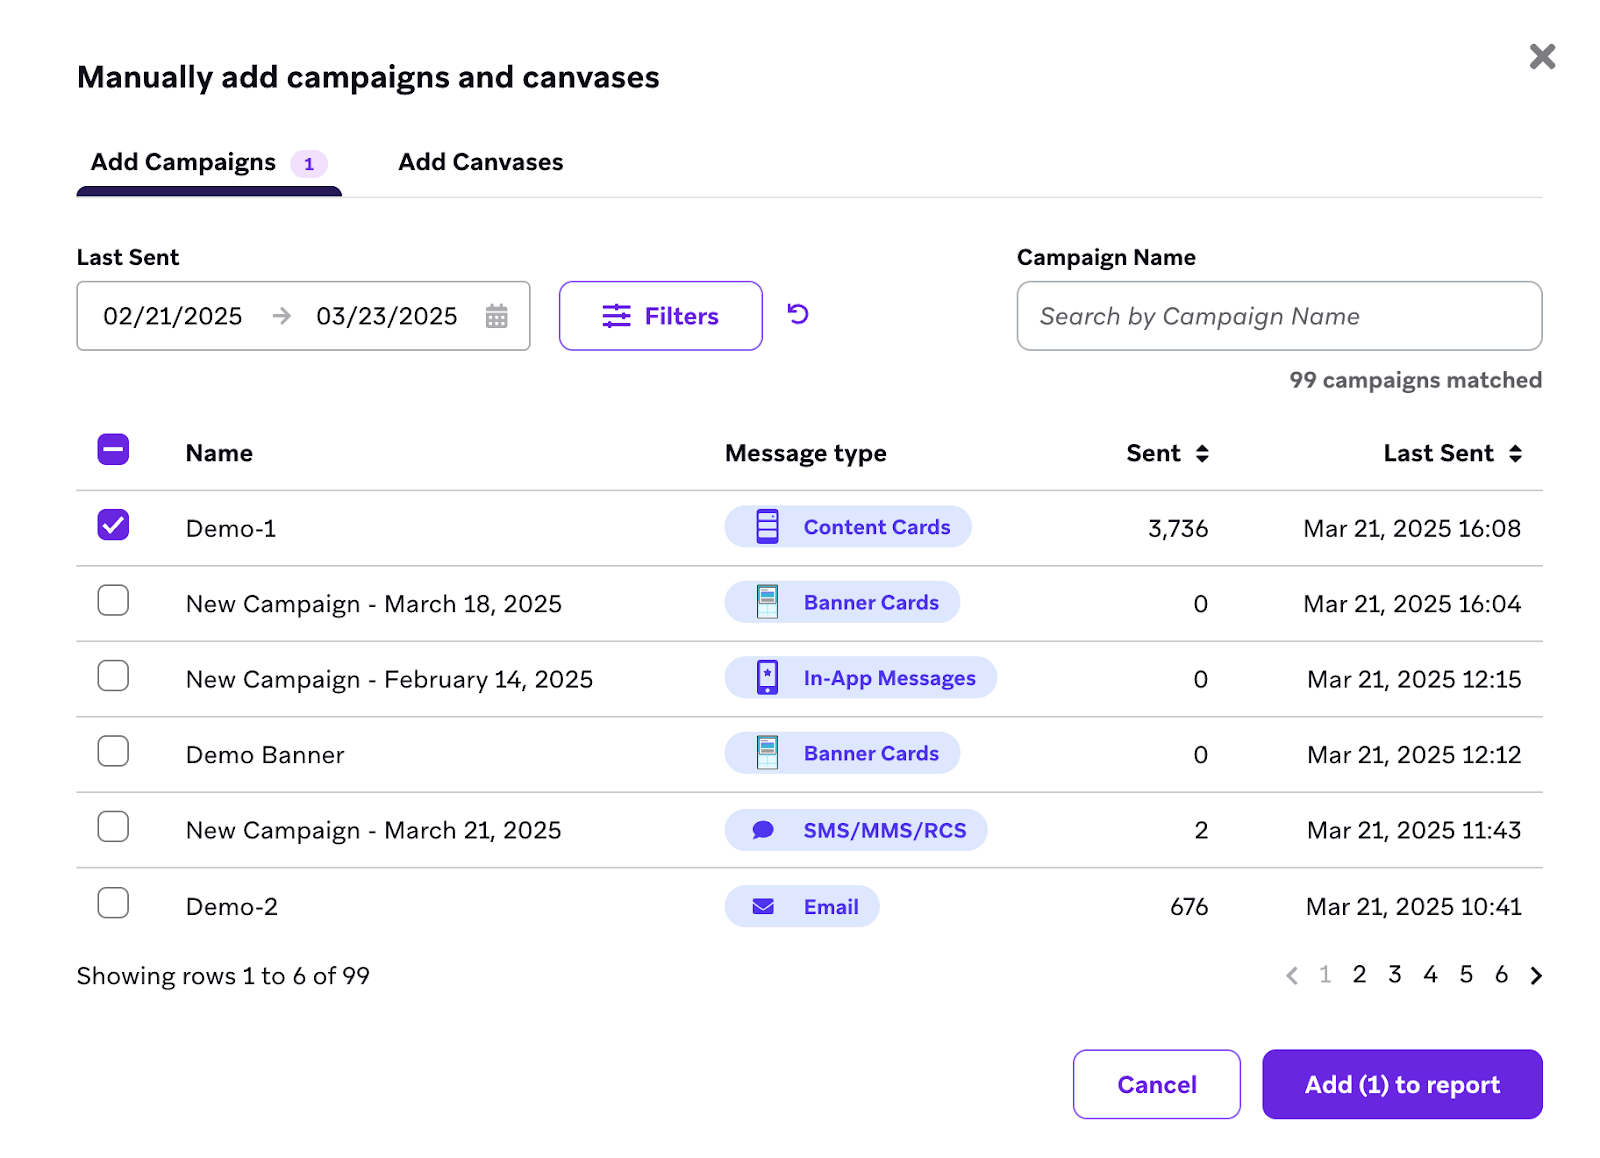 Manually add campaigns and canvases
Add Campaigns 1 Add Canvases
Last Sent Campaign Name
02/21/2025 → 03/23/2025 Filters Search by Campaign Name
99 campaigns matched
Name Message type Sent Last Sent
Demo-1 Content Cards 3,736 Mar 21, 2025 16:08
New Campaign - March 18, 2025 Banner Cards 0 Mar 21, 2025 16:04
New Campaign - February 14, 2025 In-App Messages 0 Mar 21, 2025 12:15
Demo Banner Banner Cards 0 Mar 21, 2025 12:12
New Campaign - March 21, 2025 SMS/MMS/RCS 2 Mar 21, 2025 11:43
Demo-2 Email 676 Mar 21, 2025 10:41
Showing rows 1 to 6 of 99 1 2 3 4 5 6
Cancel Add (1) to report